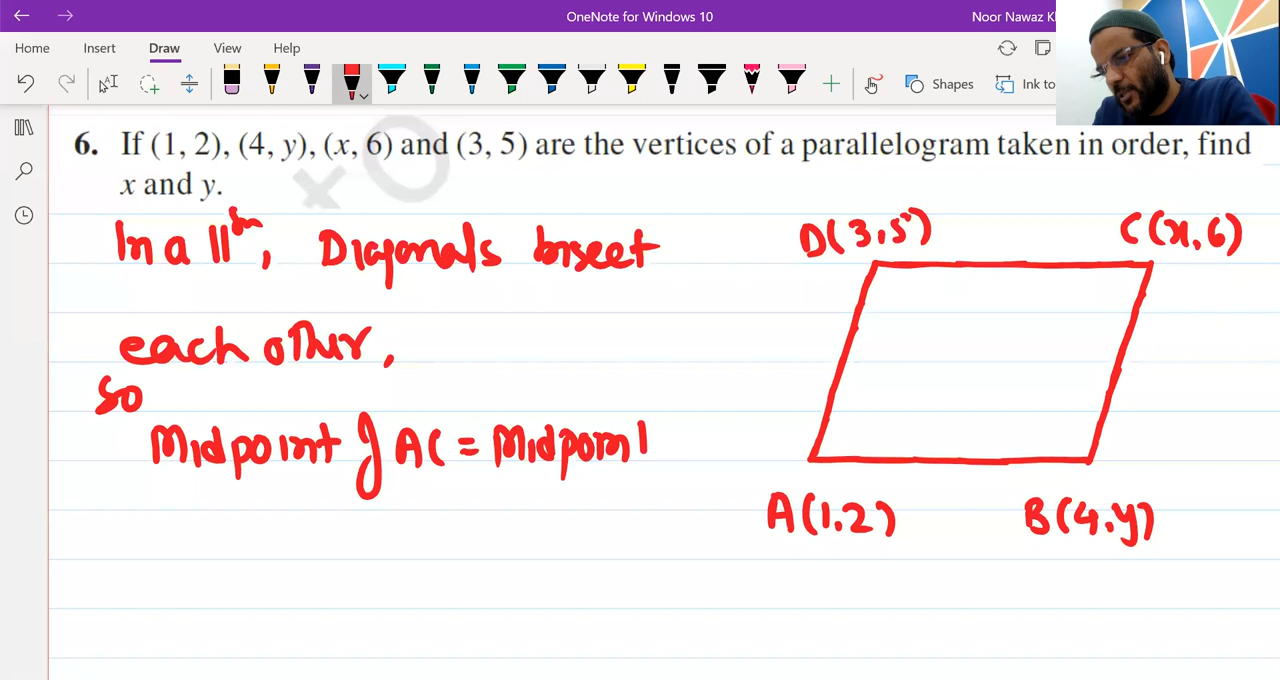 OneNote for Windows 10
Noor Nawaz Kh
Home Insert Draw View Help
Shapes
Ink to
6. If (1, 2), (4, y), (x, 6) and (3, 5) are the vertices of a parallelogram taken in order, find
x and y.
In a ||gm, Diagonals bisect
each other,
So
Midpoint of AC = Midpoint
D(3,5)
C(x,6)
A(1,2)
B(4,y)